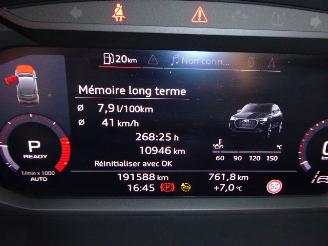 20km
Non conn...
Mémoire long terme
Ø 7,9 l/100km
Ø 41 km/h
268:25 h
10946 km
Réinitialiser avec OK
°C
60 90 120 150
P
READY
1/min x 1000
AUTO
191588 km
761,8 km
16:45
+7,0 °C